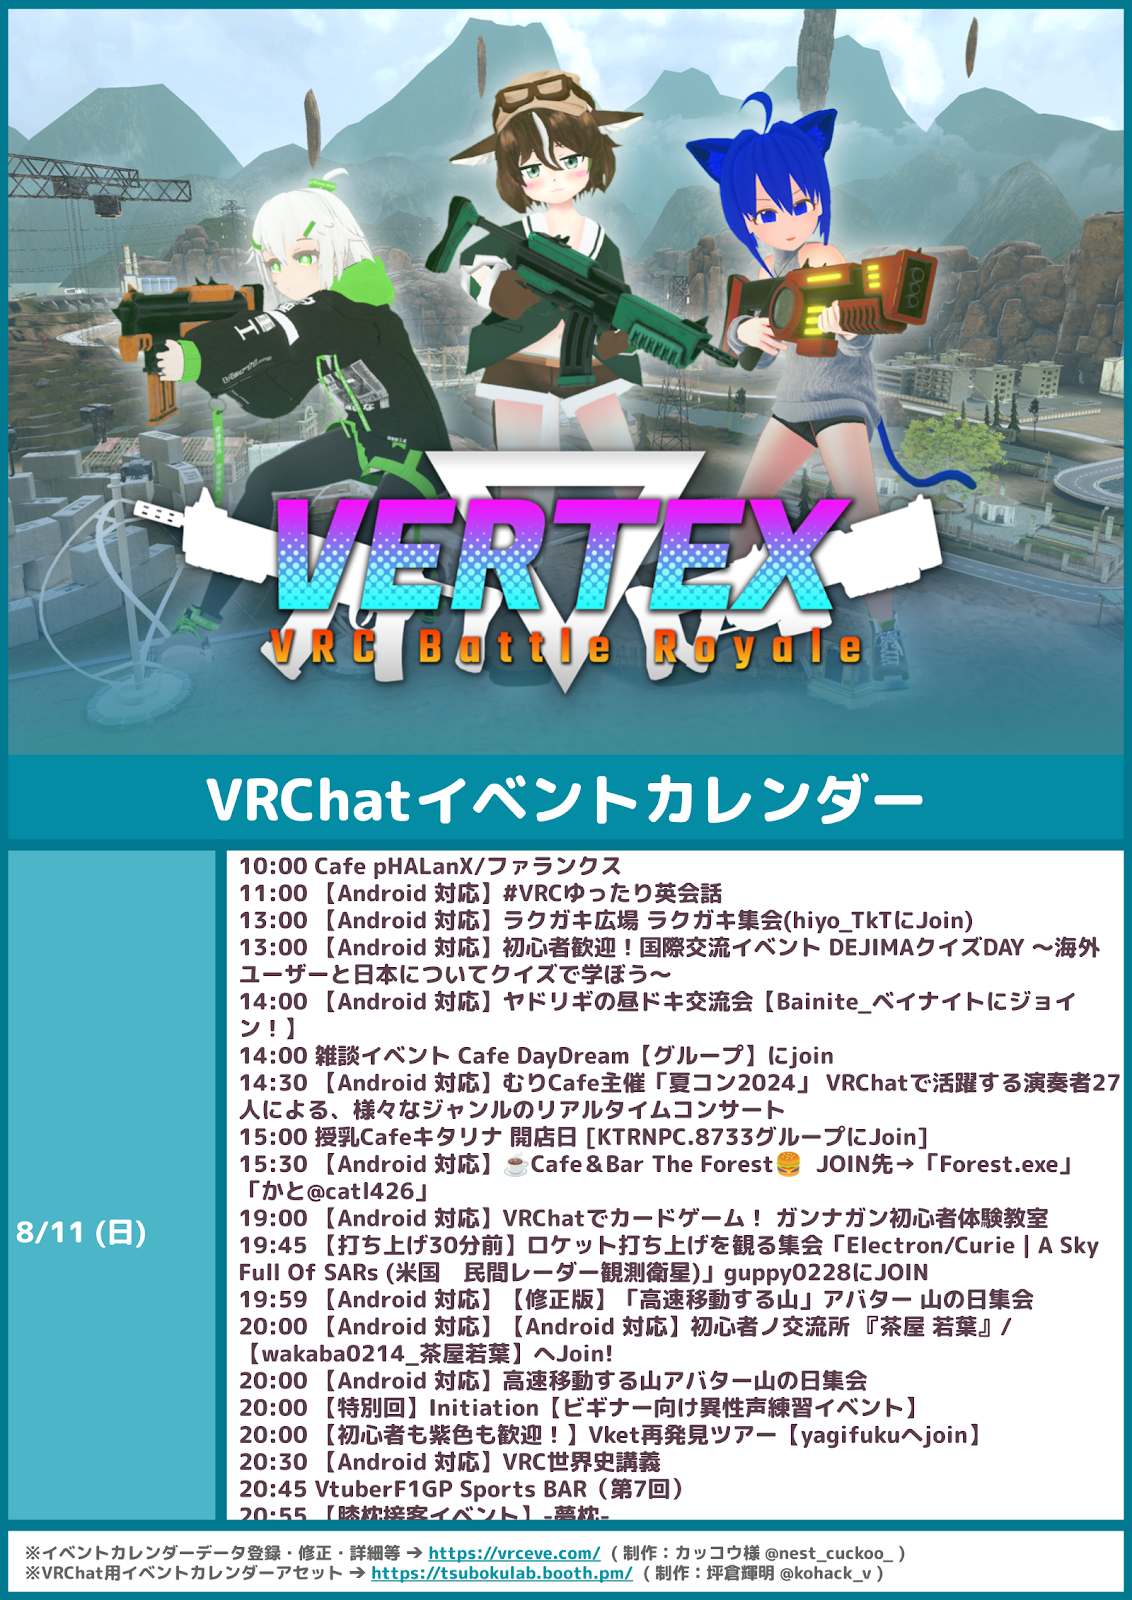 VERTEX
VRC Battle Royale
VRChatイベントカレンダー
8/11 (日)
10:00 Cafe pHALanX/ファランクス
11:00 【Android 対応】#VRCゆったり英会話
13:00 【Android 対応】ラクガキ広場 ラクガキ集会(hiyo_TkTにJoin)
13:00 【Android 対応】初心者歓迎！国際交流イベント DEJIMAクイズDAY ～海外
ユーザーと日本についてクイズで学ぼう～
14:00 【Android 対応】ヤドリギの昼ドキ交流会【Bainite_ベイナイトにジョイ
ン！】
14:00 雑談イベント Cafe DayDream【グループ】にjoin
14:30 【Android 対応】むりCafe主催「夏コン2024」 VRChatで活躍する演奏者27
人による、様々なジャンルのリアルタイムコンサート
15:00 授乳Cafeキタリナ 開店日 [KTRNPC.8733グループにJoin]
15:30 【Android 対応】☕Cafe＆Bar The Forest🍔 JOIN先→「Forest.exe」
「かと@catl426」
19:00 【Android 対応】VRChatでカードゲーム！ ガンナガン初心者体験教室
19:45 【打ち上げ30分前】ロケット打ち上げを観る集会「Electron/Curie | A Sky
Full Of SARs (米国　民間レーダー観測衛星)」guppy0228にJOIN
19:59 【Android 対応】【修正版】「高速移動する山」アバター 山の日集会
20:00 【Android 対応】【Android 対応】初心者ノ交流所 『茶屋 若葉』/
【wakaba0214_茶屋若葉】へJoin!
20:00 【Android 対応】高速移動する山アバター山の日集会
20:00 【特別回】Initiation【ビギナー向け異性声練習イベント】
20:00 【初心者も紫色も歓迎！】Vket再発見ツアー【yagifukuへjoin】
20:30 【Android 対応】VRC世界史講義
20:45 VtuberF1GP Sports BAR（第7回）
20:55 【膝枕接客イベント】-夢枕-
※イベントカレンダーデータ登録・修正・詳細等 → https://vrceve.com/ ( 制作：カッコウ様 @nest_cuckoo_ )
※VRChat用イベントカレンダーアセット → https://tsubokulab.booth.pm/ ( 制作：坪倉輝明 @kohack_v )